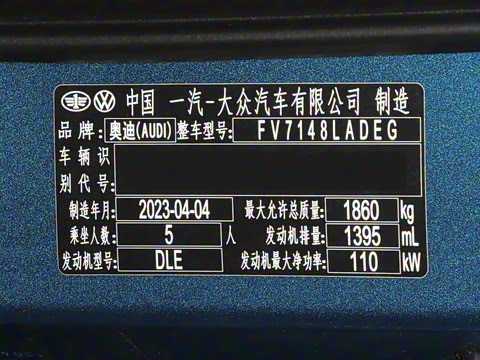 中国 一汽-大众汽车有限公司 制造
品牌: 奥迪(AUDI) 整车型号: FV7148LADEG
车辆识
别代号:
制造年月: 2023-04-04 最大允许总质量: 1860 kg
乘坐人数: 5 人 发动机排量: 1395 mL
发动机型号: DLE 发动机最大净功率: 110 kW